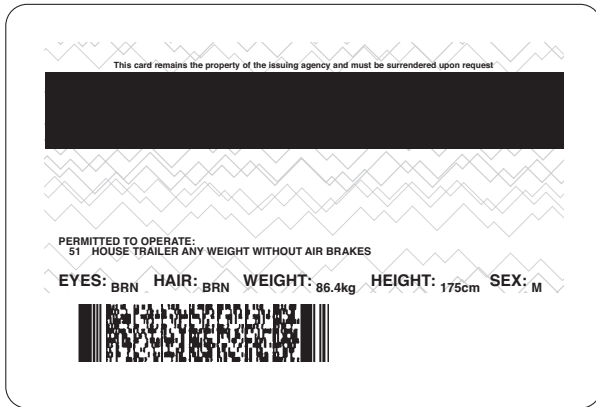 This card remains the property of the issuing agency and must be surrendered upon request
PERMITTED TO OPERATE:
51 HOUSE TRAILER ANY WEIGHT WITHOUT AIR BRAKES
EYES: BRN HAIR: BRN WEIGHT: 86.4kg HEIGHT: 175cm SEX: M